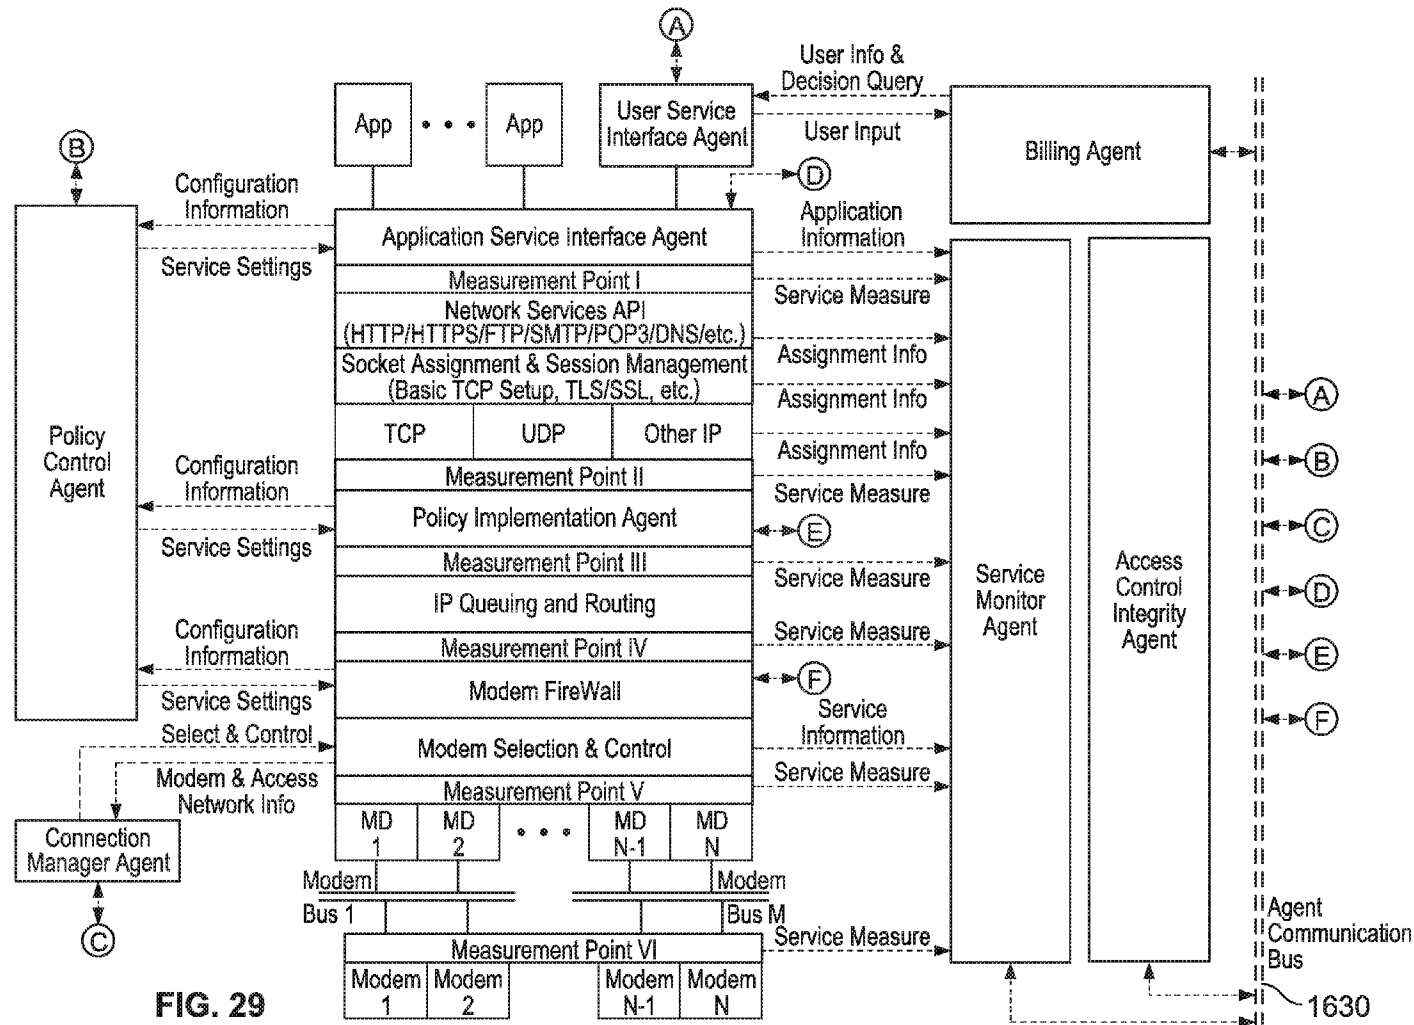 A
User Info &
Decision Query
App
• • •
App
User Service
Interface Agent
User Input
Billing Agent
B
D
Configuration
Information
Application
Information
Application Service Interface Agent
Service Settings
Measurement Point I
Service Measure
Network Services API
(HTTP/HTTPS/FTP/SMTP/POP3/DNS/etc.)
Assignment Info
Socket Assignment & Session Management
(Basic TCP Setup, TLS/SSL, etc.)
Assignment Info
A
TCP
UDP
Other IP
Assignment Info
Policy
Control
Agent
Configuration
Information
Measurement Point II
Service Measure
B
Policy Implementation Agent
E
C
Service Settings
Measurement Point III
Service Measure
Service
Monitor
Agent
Access
Control
Integrity
Agent
D
IP Queuing and Routing
Configuration
Information
Measurement Point iV
Service Measure
E
Modem FireWall
F
Service Settings
Service
Information
F
Select & Control
Modem Selection & Control
Modem & Access
Network Info
Service Measure
Measurement Point V
MD
1
MD
2
• • •
MD
N-1
MD
N
Connection
Manager Agent
Modem
Bus 1
Modem
Bus M
C
Measurement Point VI
Service Measure
Agent
Communication
Bus
Modem
1
Modem
2
Modem
N-1
Modem
N
FIG. 29
1630